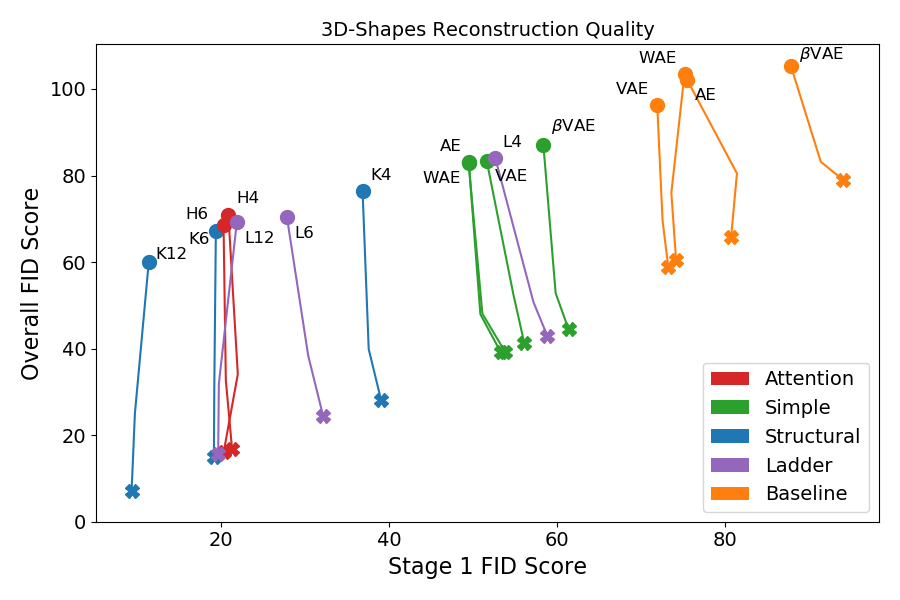 3D-Shapes Reconstruction Quality
Overall FID Score
100
80
60
40
20
0
20
40
60
80
Stage 1 FID Score
K12
H6
K6
H4
L12
L6
K4
AE
WAE
VAE
L4
βVAE
VAE
WAE
AE
βVAE
Attention
Simple
Structural
Ladder
Baseline